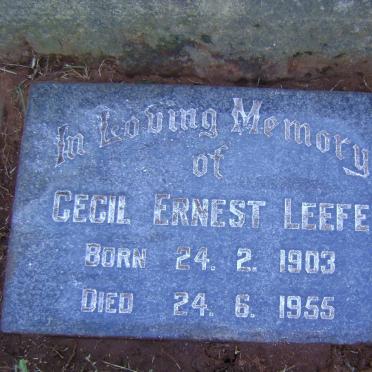 In Loving Memory
of
CECIL ERNEST LEEFE
BORN 24. 2. 1903
DIED 24. 6. 1955